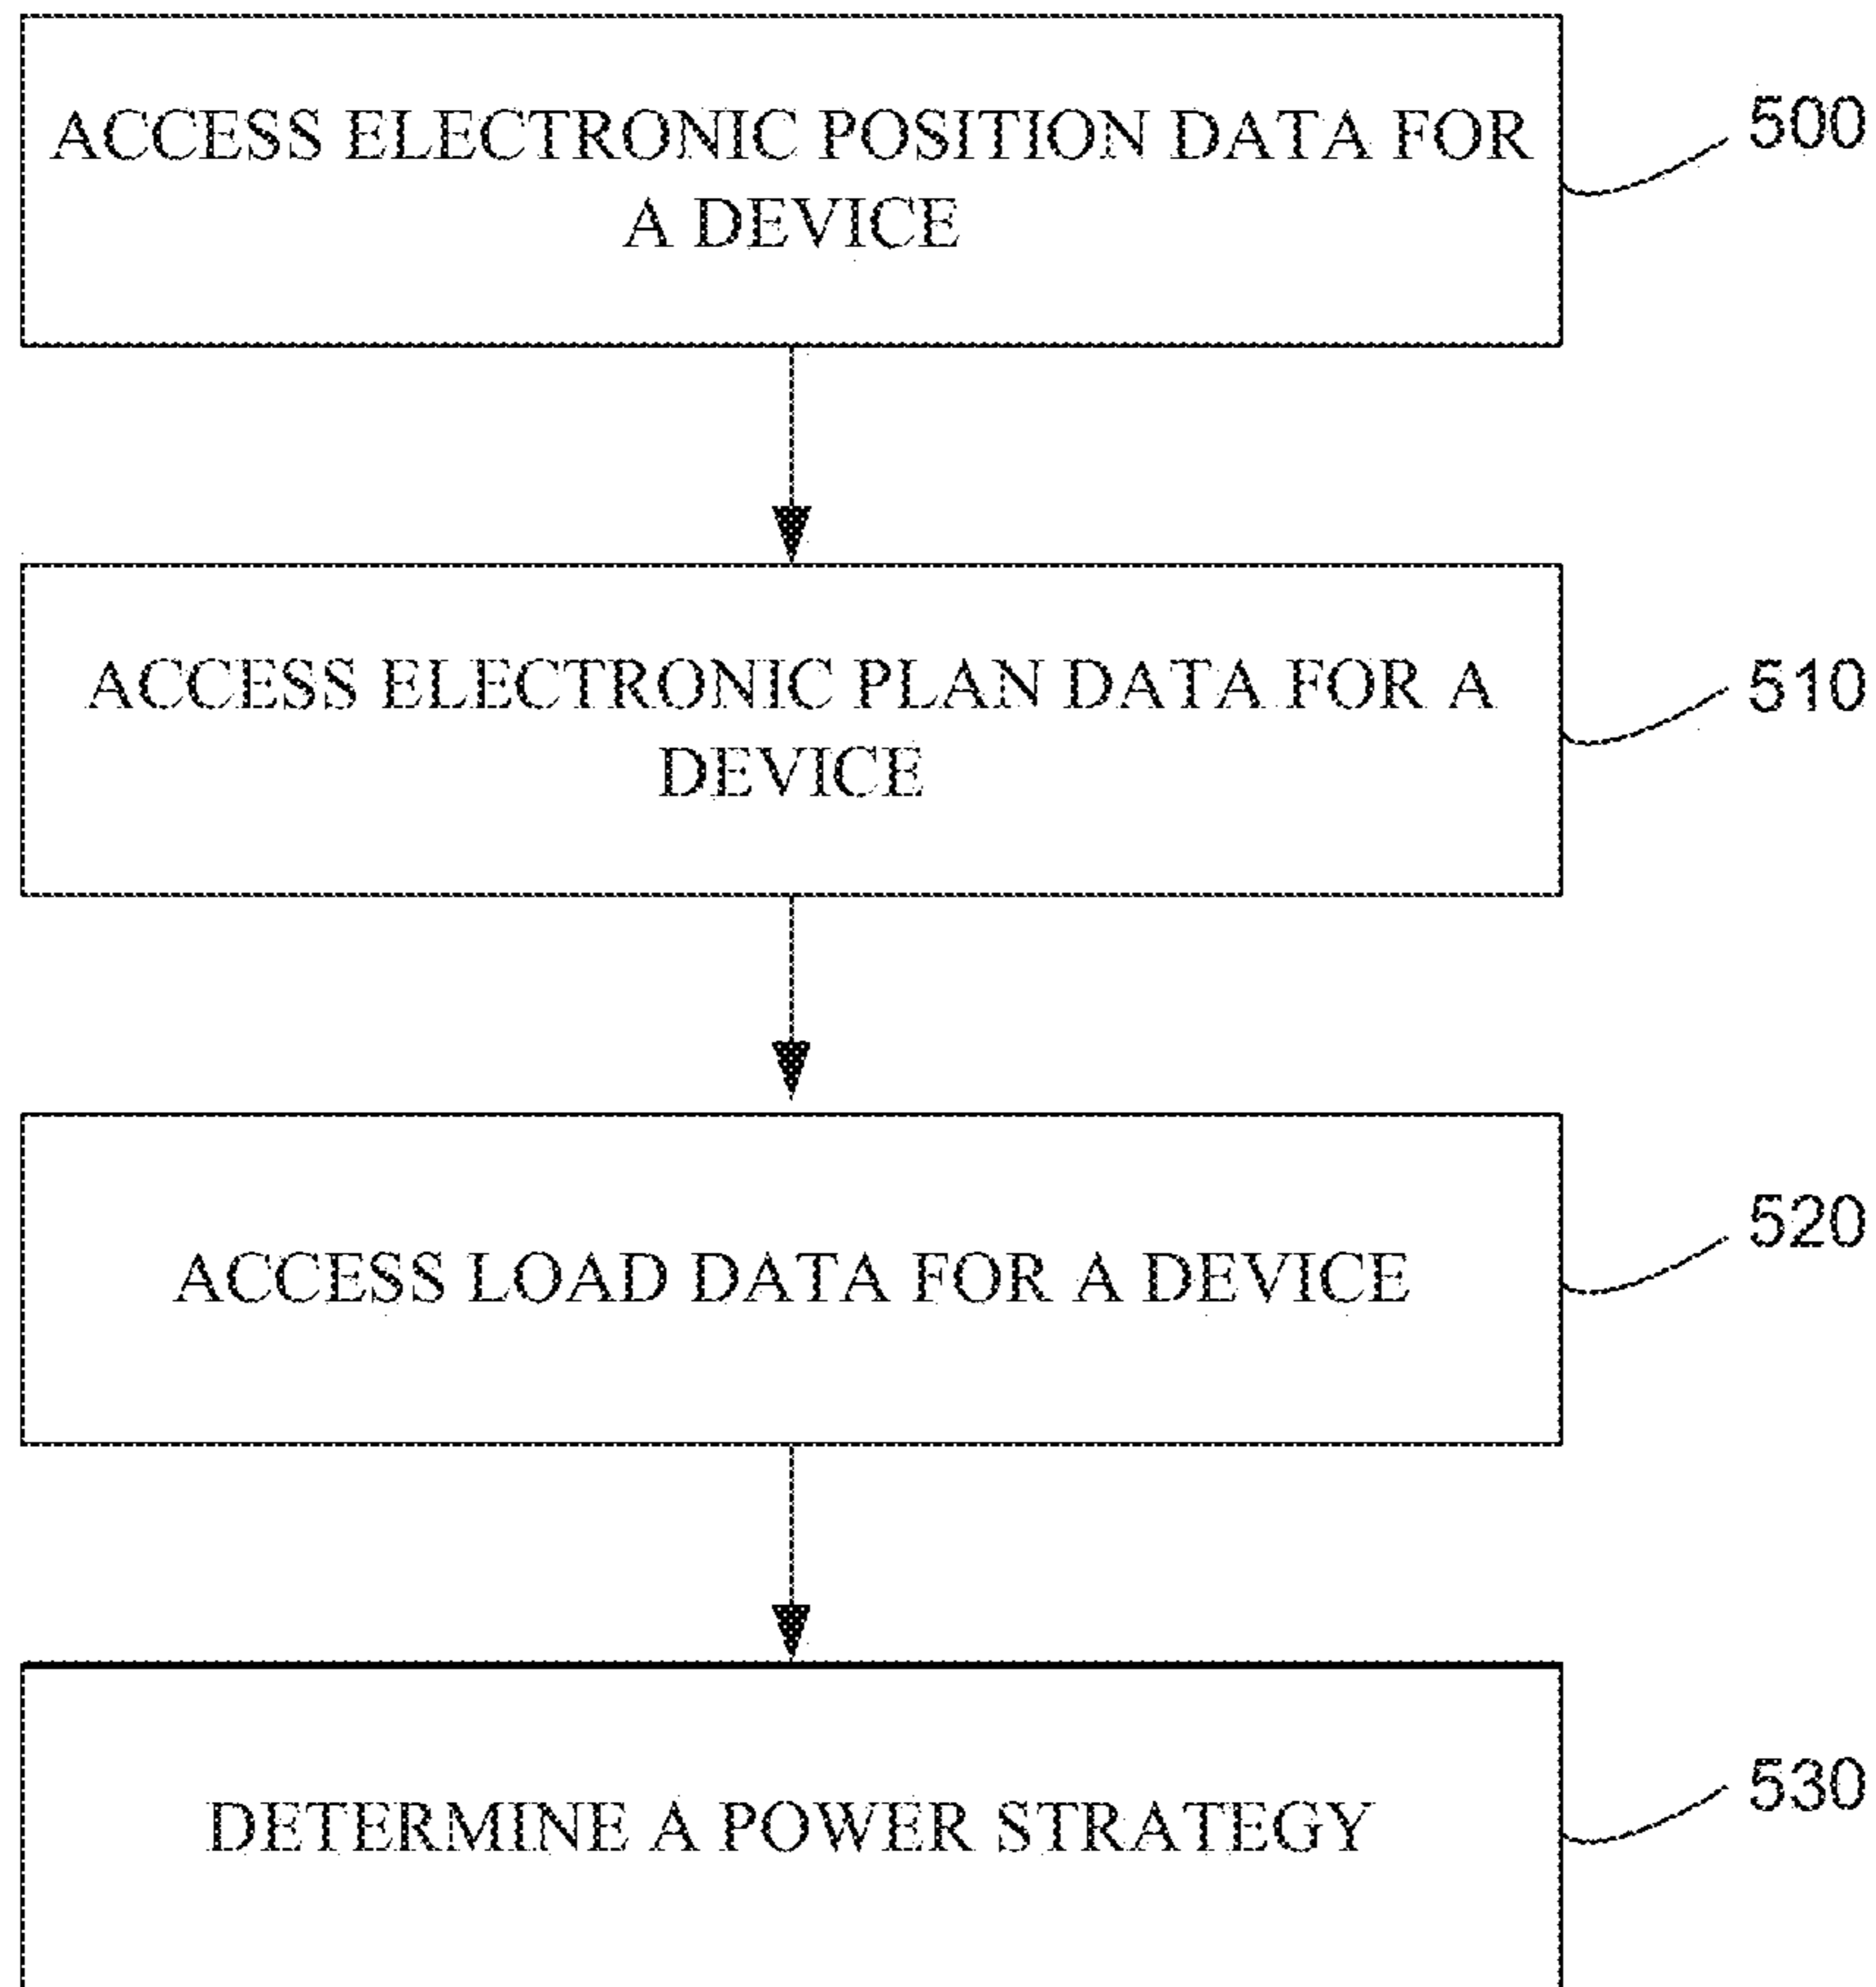 ACCESS ELECTRONIC POSITION DATA FOR
A DEVICE
500
ACCESS ELECTRONIC PLAN DATA FOR A
DEVICE
510
ACCESS LOAD DATA FOR A DEVICE
520
DETERMINE A POWER STRATEGY
530